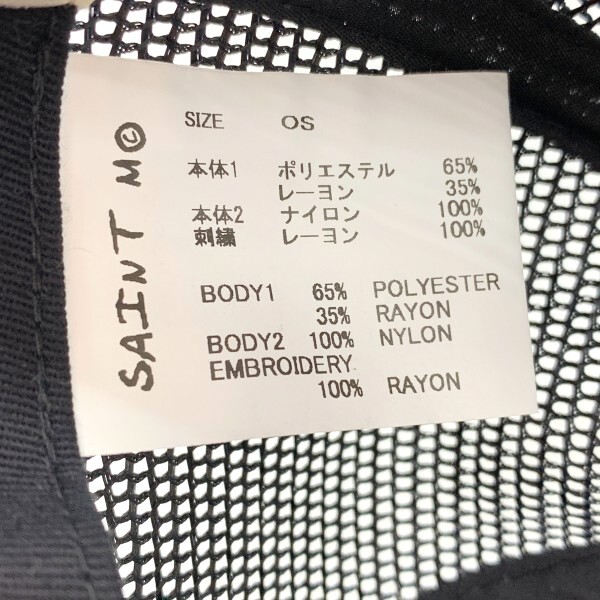 SAINT M©
SIZE OS
本体1 ポリエステル 65%
レーヨン 35%
本体2 ナイロン 100%
刺繍 レーヨン 100%
BODY1 65% POLYESTER
35% RAYON
BODY2 100% NYLON
EMBROIDERY
100% RAYON